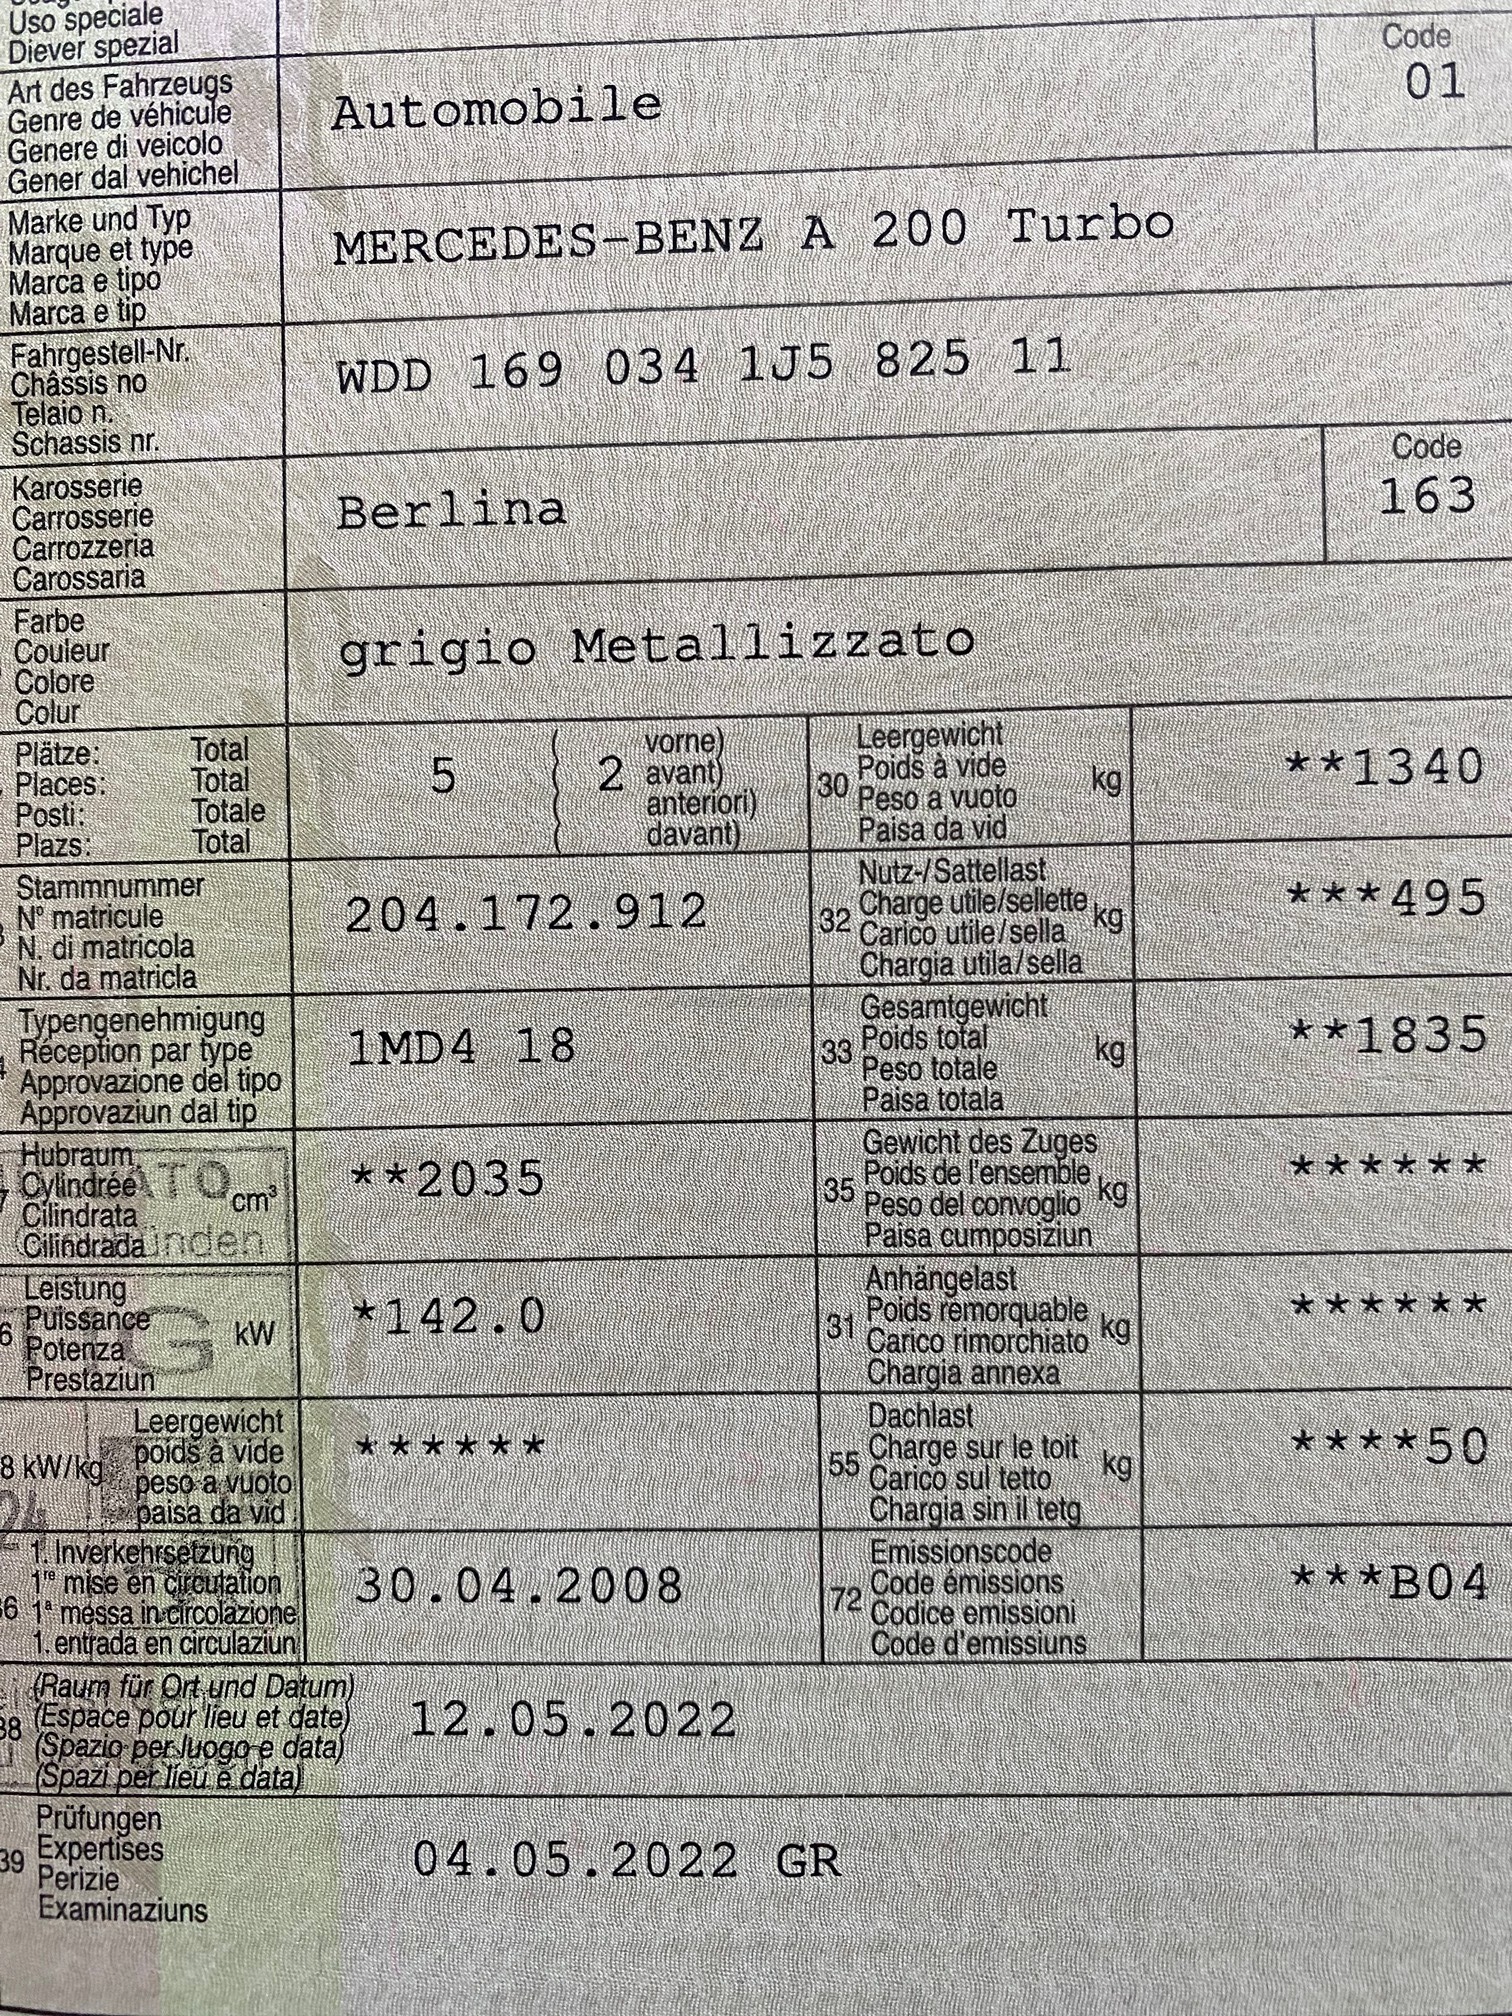 Uso speciale
Diever spezial
Code
Art des Fahrzeugs
Genre de véhicule
Genere di veicolo
Gener dal vehichel
Automobile
01
Marke und Typ
Marque et type
Marca e tipo
Marca e tip
MERCEDES-BENZ A 200 Turbo
Fahrgestell-Nr.
Châssis no
Telaio n.
Schassis nr.
WDD 169 034 1J5 825 11
Karosserie
Carrosserie
Carrozzeria
Carossaria
Berlina
Code
163
Farbe
Couleur
Colore
Colur
grigio Metallizzato
Plätze: Total
Places: Total
Posti: Totale
Plazs: Total
5
2
vorne)
avant)
anteriori)
davant)
30
Leergewicht
Poids à vide
Peso a vuoto
Paisa da vid
kg
**1340
Stammnummer
N° matricule
N. di matricola
Nr. da matricla
204.172.912
32
Nutz-/Sattellast
Charge utile/sellette
Carico utile/sella
Chargia utila/sella
kg
***495
Typengenehmigung
Réception par type
Approvazione del tipo
Approvaziun dal tip
1MD4 18
33
Gesamtgewicht
Poids total
Peso totale
Paisa totala
kg
**1835
Hubraum
Cylindrée
Cilindrata
Cilindrada
cm³
**2035
35
Gewicht des Zuges
Poids de l'ensemble
Peso del convoglio
Paisa cumposiziun
kg
******
6
Leistung
Puissance
Potenza
Prestaziun
kW
*142.0
31
Anhängelast
Poids remorquable
Carico rimorchiato
Chargia annexa
kg
******
8 kW/kg
Leergewicht
poids à vide
peso a vuoto
paisa da vid
******
55
Dachlast
Charge sur le toit
Carico sul tetto
Chargia sin il tetg
kg
****50
36
1. Inverkehrsetzung
1re mise en circulation
1a messa in circolazione
1. entrada en circulaziun
30.04.2008
72
Emissionscode
Code émissions
Codice emissioni
Code d'emissiuns
***B04
38
(Raum für Ort und Datum)
(Espace pour lieu et date)
(Spazio per luogo e data)
(Spazi per lieu e data)
12.05.2022
39
Prüfungen
Expertises
Perizie
Examinaziuns
04.05.2022 GR